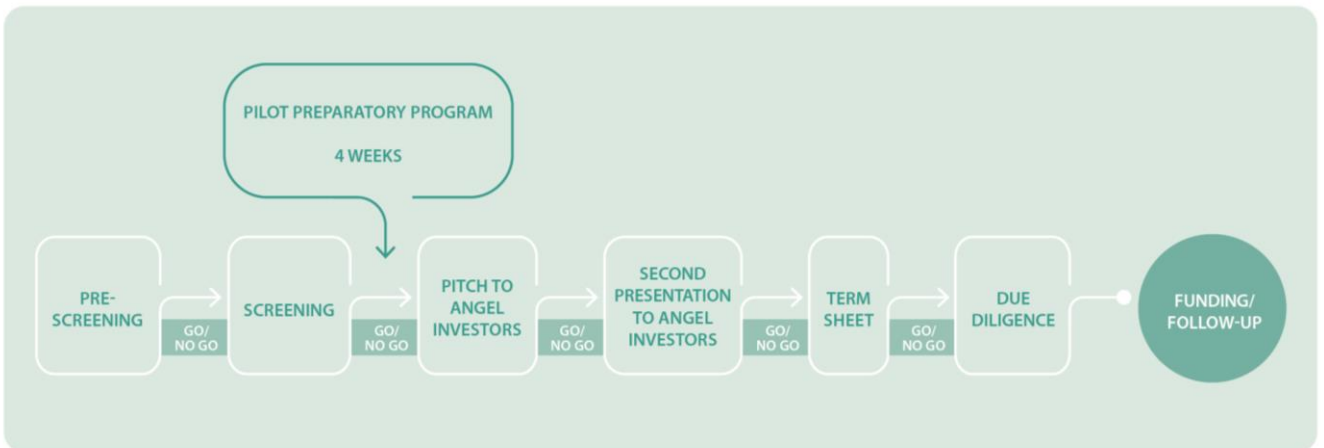 PILOT PREPARATORY PROGRAM
4 WEEKS
PRE-
SCREENING
GO/
NO GO
SCREENING
GO/
NO GO
PITCH TO
ANGEL
INVESTORS
GO/
NO GO
SECOND
PRESENTATION
TO ANGEL
INVESTORS
GO/
NO GO
TERM
SHEET
GO/
NO GO
DUE
DILIGENCE
FUNDING/
FOLLOW-UP